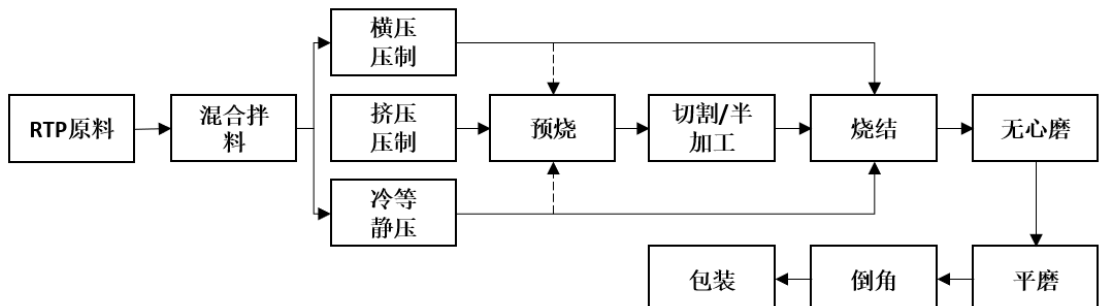 横压
压制
RTP原料
混合拌
料
挤压
压制
预烧
切割/半
加工
烧结
无心磨
冷等
静压
包装
倒角
平磨